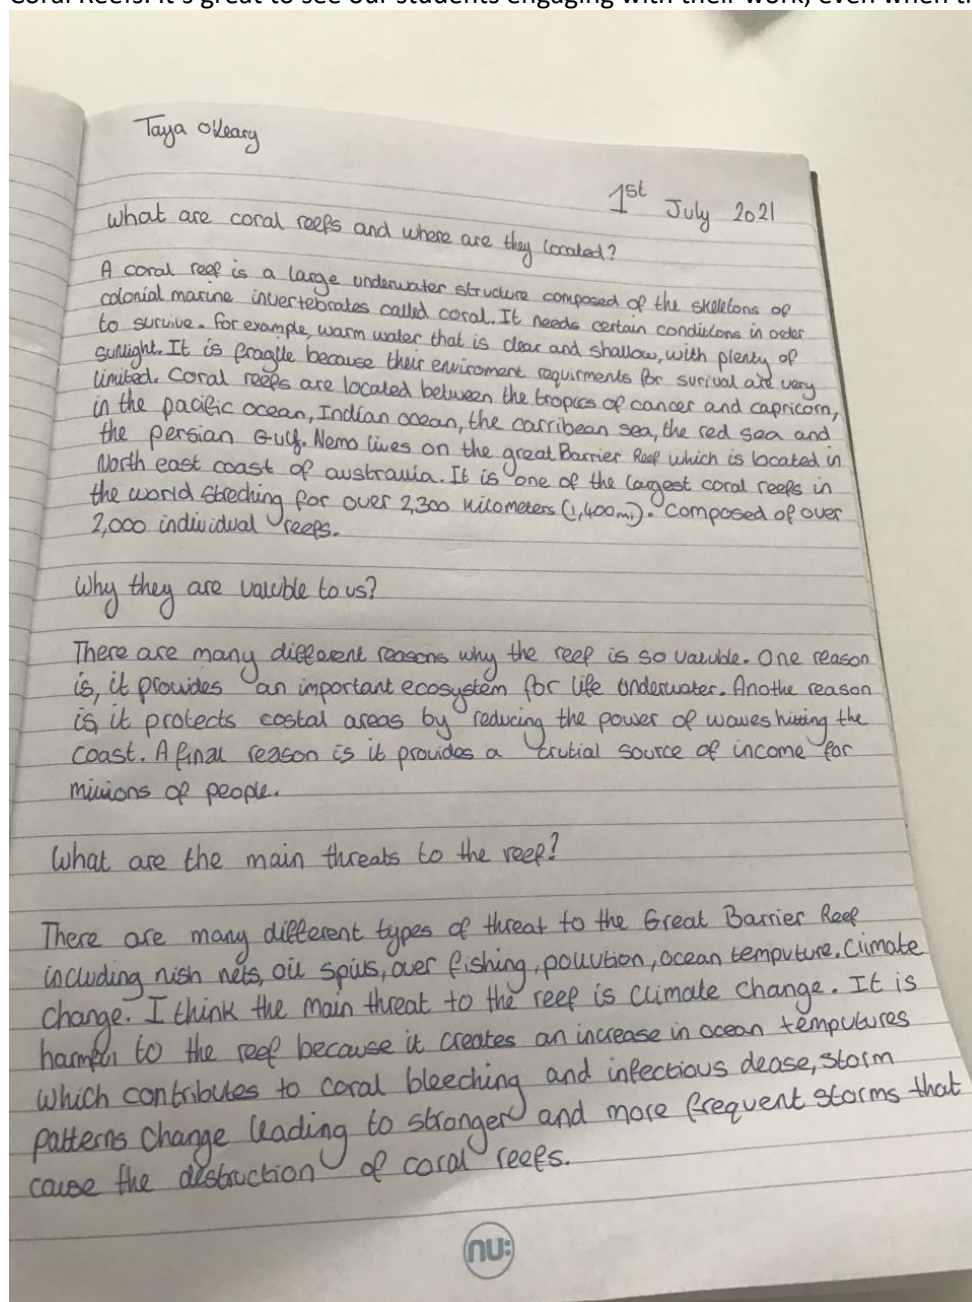 Coral Reefs. It's great to see our students engaging with their work, even when
Taya O'Leary
1st July 2021
What are coral reefs and where are they located?
A coral reef is a large underwater structure composed of the skeletons of
colonial marine invertebrates called coral. It needs certain conditions in order
to survive. For example, warm water that is clear and shallow, with plenty of
sunlight. It is fragile because their enviroment requirments for surival are very
limited. Coral reefs are located between the tropics of cancer and capricorn,
in the pacific ocean, Indian ocean, the carribean sea, the red sea and
the persian Gulf. Nemo lives on the great Barrier Reef which is located in
North east coast of australia. It is one of the largest coral reefs in
the world streching for over 2,300 kilometers (1,400mi). Composed of over
2,000 individual reefs.
Why they are valuble to us?
There are many different reasons why the reef is so valuble. One reason
is, it provides an important ecosystem for life underwater. Anothe reason
is it protects costal areas by reducing the power of waves hitting the
coast. A final reason is it provides a crutial source of income for
millions of people.
What are the main threats to the reef?
There are many different types of threat to the Great Barrier Reef
including nish nets, oil spills, over fishing, pollution, ocean temputure. Climate
change. I think the main threat to the reef is climate change. It is
harmful to the reef because it creates an increase in ocean temputures
which contributes to coral bleeching and infectious dease, storm
patterns change leading to stronger and more frequent storms that
cause the destruction of coral reefs.
nu: